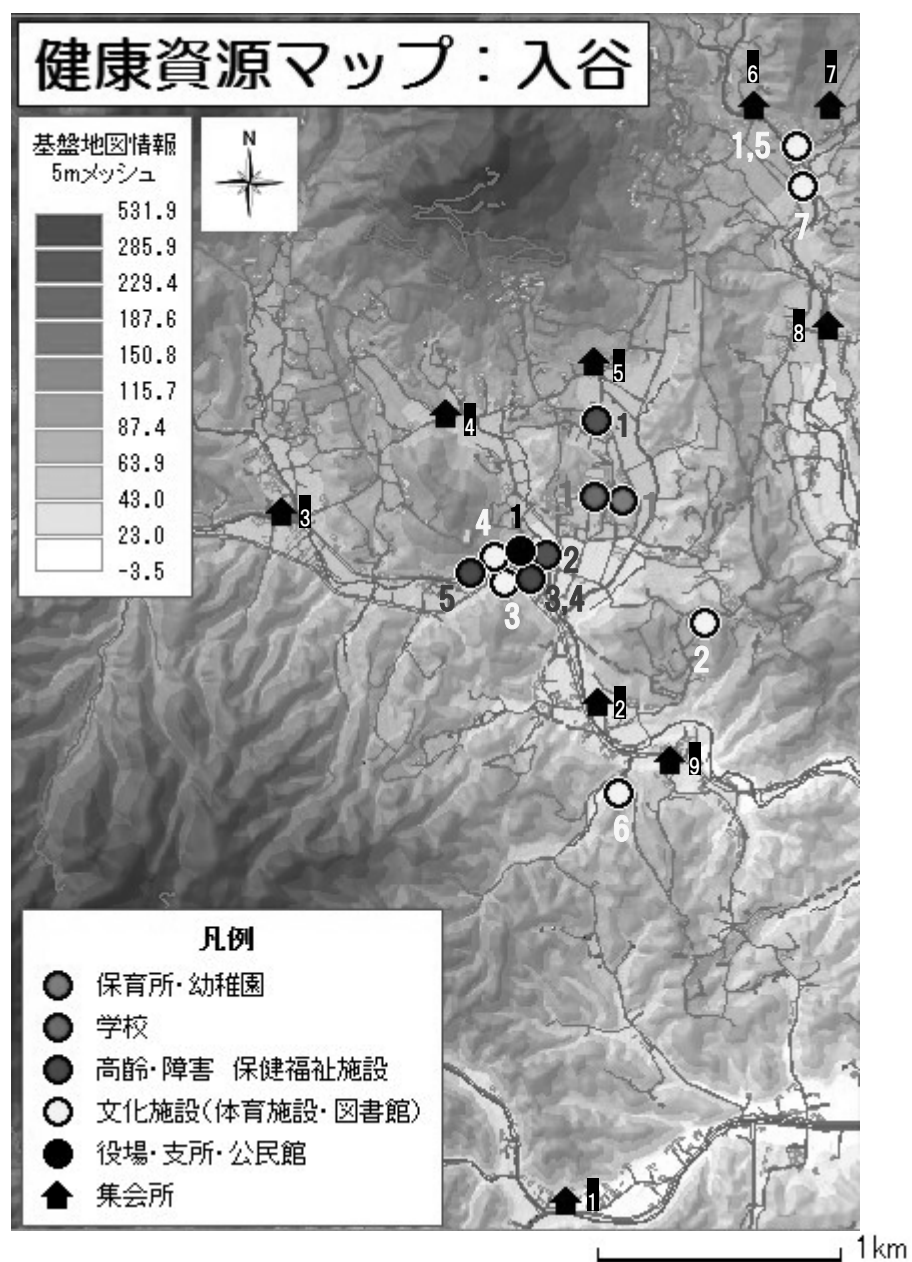 健康資源マップ：入谷
基盤地図情報
5mメッシュ
531.9
285.9
229.4
187.6
150.8
115.7
87.4
63.9
43.0
23.0
-3.5
N
6
7
1,5
7
8
5
4
1
3
1
1
4
1
2
5
3,4
3
2
2
9
6
凡例
保育所・幼稚園
学校
高齢・障害 保健福祉施設
文化施設(体育施設・図書館)
役場・支所・公民館
集会所
1
1km